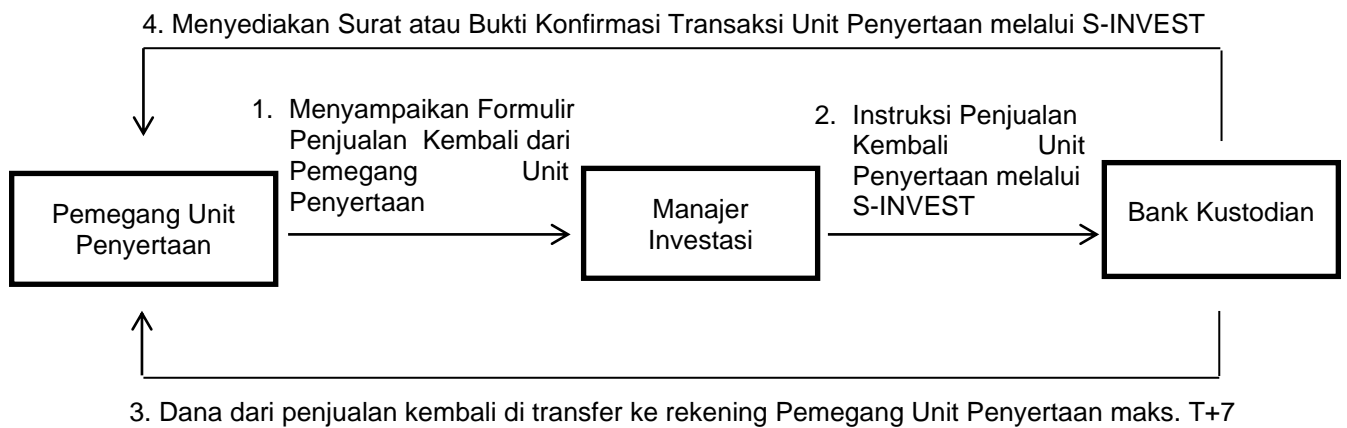 4. Menyediakan Surat atau Bukti Konfirmasi Transaksi Unit Penyertaan melalui S-INVEST
1. Menyampaikan Formulir
Penjualan Kembali dari
Pemegang Unit
Penyertaan
2. Instruksi Penjualan
Kembali Unit
Penyertaan melalui
S-INVEST
Pemegang Unit
Penyertaan
Manajer
Investasi
Bank Kustodian
3. Dana dari penjualan kembali di transfer ke rekening Pemegang Unit Penyertaan maks. T+7